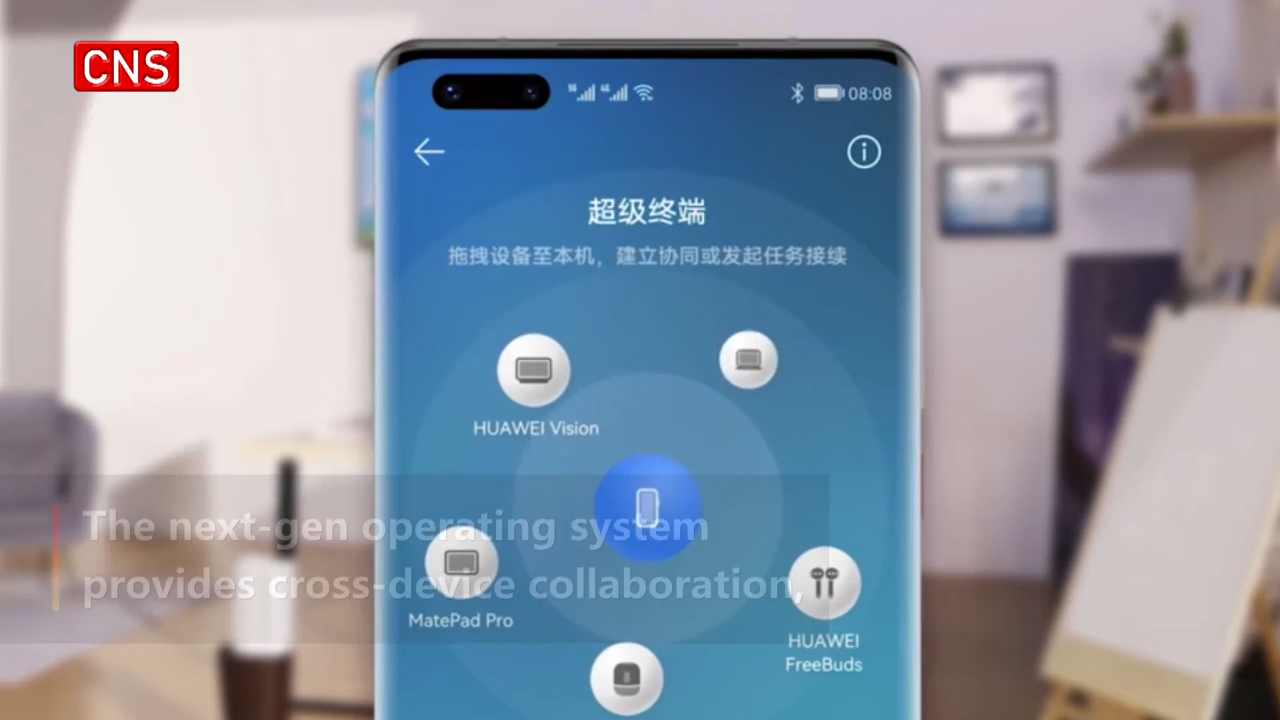 CNS
08:08
超级终端
拖拽设备至本机，建立协同或发起任务接续
HUAWEI Vision
The next-gen operating system
provides cross-device collaboration,
MatePad Pro
HUAWEI
FreeBuds